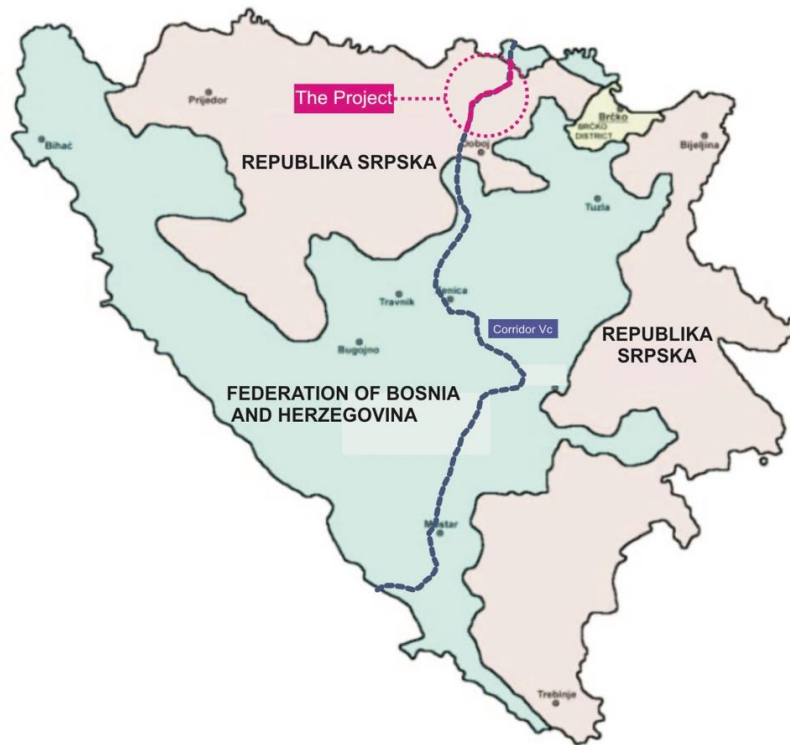 The Project
Prijedor
Brčko
BRČKO
DISTRICT
Bihać
Doboj
Bijeljina
REPUBLIKA SRPSKA
Tuzla
Travnik
Zenica
Corridor Vc
Bugojno
REPUBLIKA
SRPSKA
FEDERATION OF BOSNIA
AND HERZEGOVINA
Mostar
Trebinje